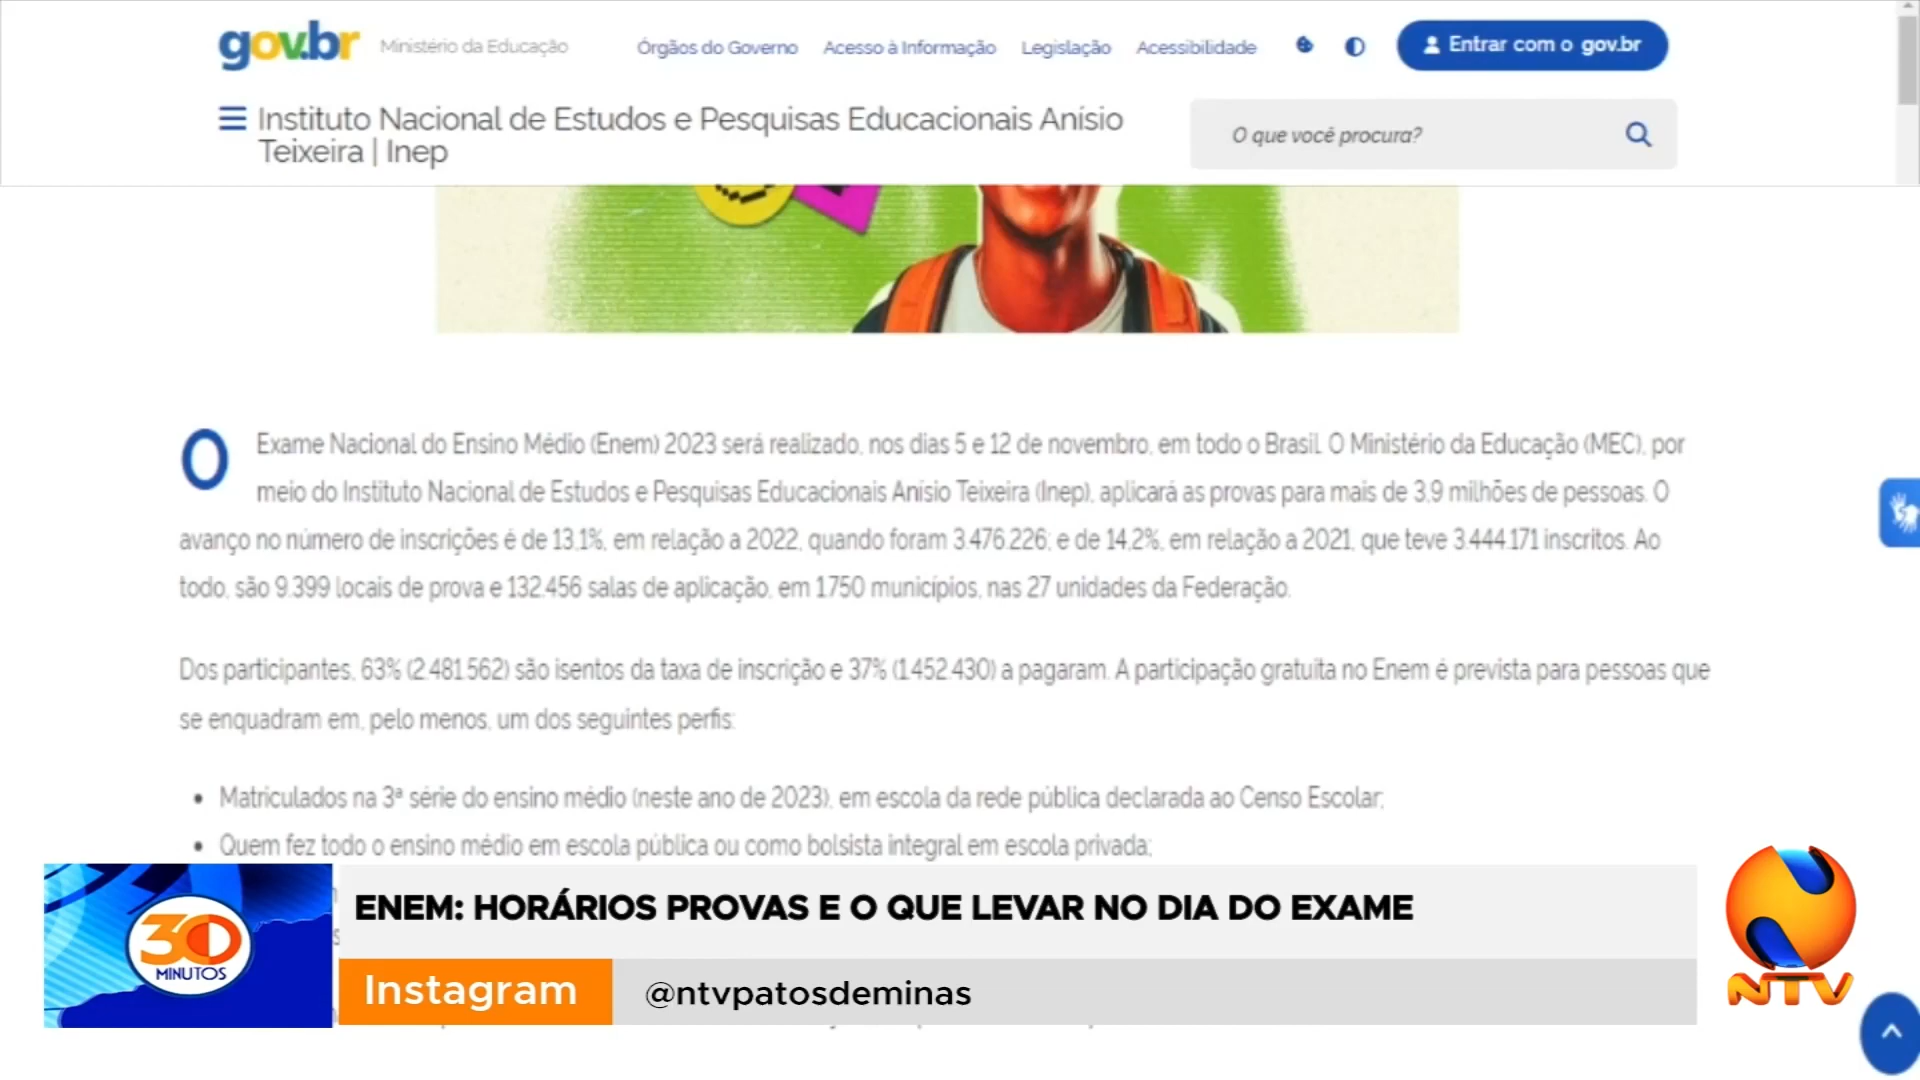 gov.br
Ministério da Educação
Órgãos do Governo
Acesso à Informação
Legislação
Acessibilidade
Entrar com o gov.br
Instituto Nacional de Estudos e Pesquisas Educacionais Anísio
Teixeira | Inep
O que você procura?
O Exame Nacional do Ensino Médio (Enem) 2023 será realizado, nos dias 5 e 12 de novembro, em todo o Brasil. O Ministério da Educação (MEC), por
meio do Instituto Nacional de Estudos e Pesquisas Educacionais Anísio Teixeira (Inep), aplicará as provas para mais de 3,9 milhões de pessoas. O
avanço no número de inscrições é de 13,1%, em relação a 2022, quando foram 3.476.226; e de 14,2%, em relação a 2021, que teve 3.444.171 inscritos. Ao
todo, são 9.399 locais de prova e 132.456 salas de aplicação, em 1.750 municípios, nas 27 unidades da Federação.
Dos participantes, 63% (2.481.562) são isentos da taxa de inscrição e 37% (1.452.430) a pagaram. A participação gratuita no Enem é prevista para pessoas que
se enquadram em, pelo menos, um dos seguintes perfis:
• Matriculados na 3ª série do ensino médio (neste ano de 2023), em escola da rede pública declarada ao Censo Escolar;
• Quem fez todo o ensino médio em escola pública ou como bolsista integral em escola privada;
30
MINUTOS
ENEM: HORÁRIOS PROVAS E O QUE LEVAR NO DIA DO EXAME
Instagram
@ntvpatosdeminas
NTV